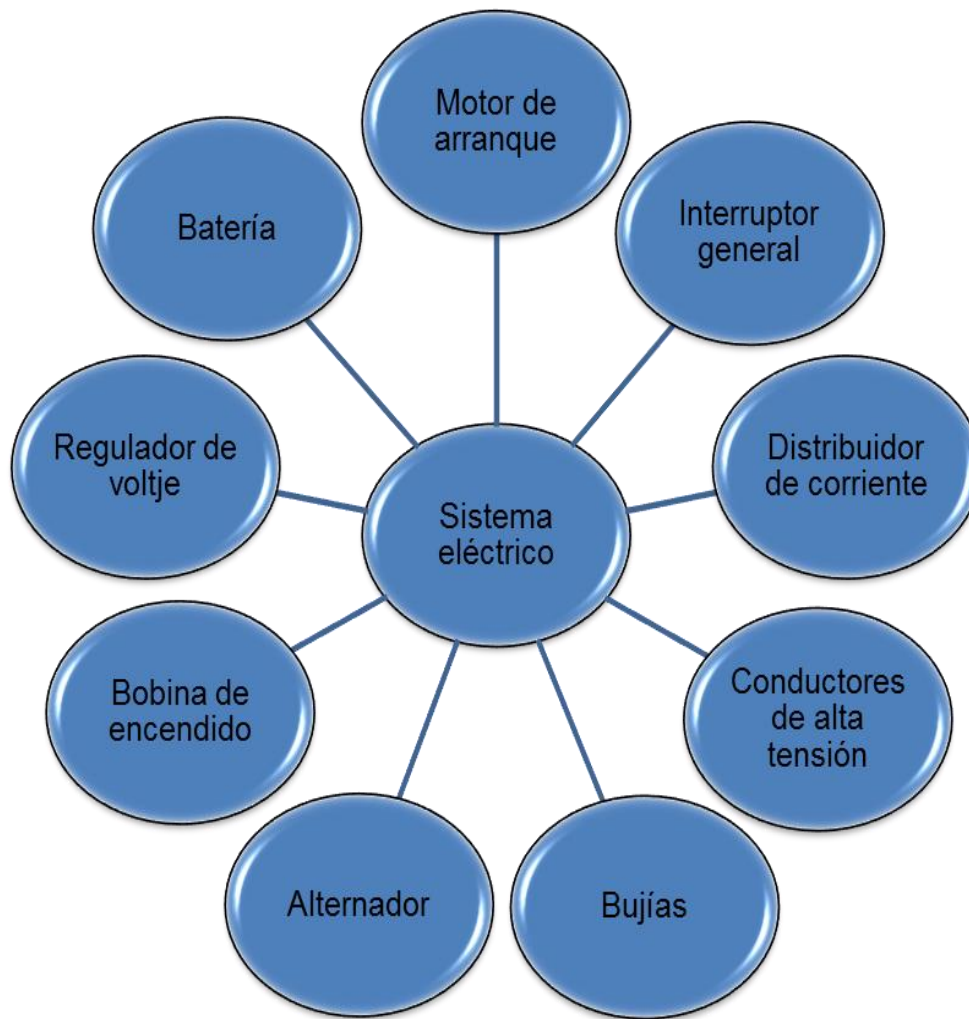 Motor de
arranque
Interruptor
general
Distribuidor
de corriente
Conductores
de alta
tensión
Bujías
Alternador
Bobina de
encendido
Regulador de
voltje
Batería
Sistema
eléctrico